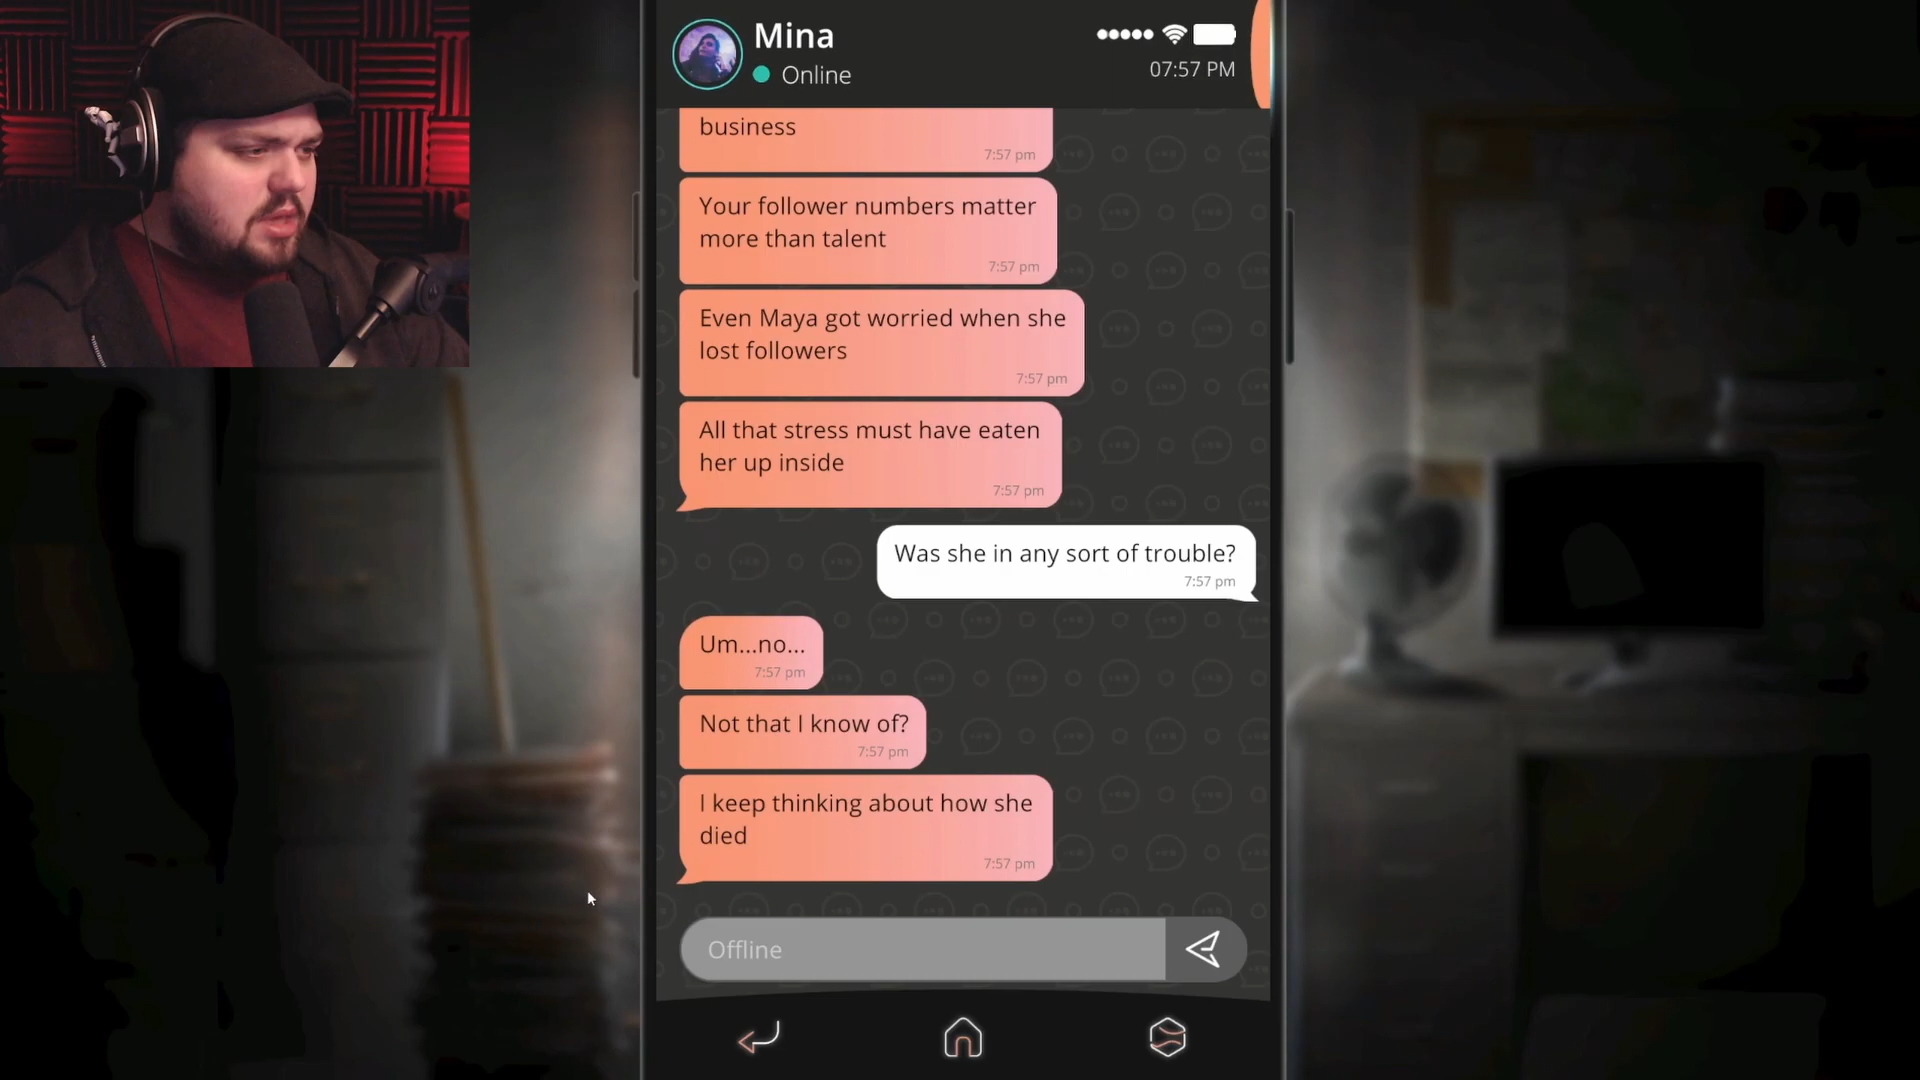 Mina
Online
07:57 PM
business
7:57 pm
Your follower numbers matter
more than talent
7:57 pm
Even Maya got worried when she
lost followers
7:57 pm
All that stress must have eaten
her up inside
7:57 pm
Was she in any sort of trouble?
7:57 pm
Um...no...
7:57 pm
Not that I know of?
7:57 pm
I keep thinking about how she
died
7:57 pm
Offline